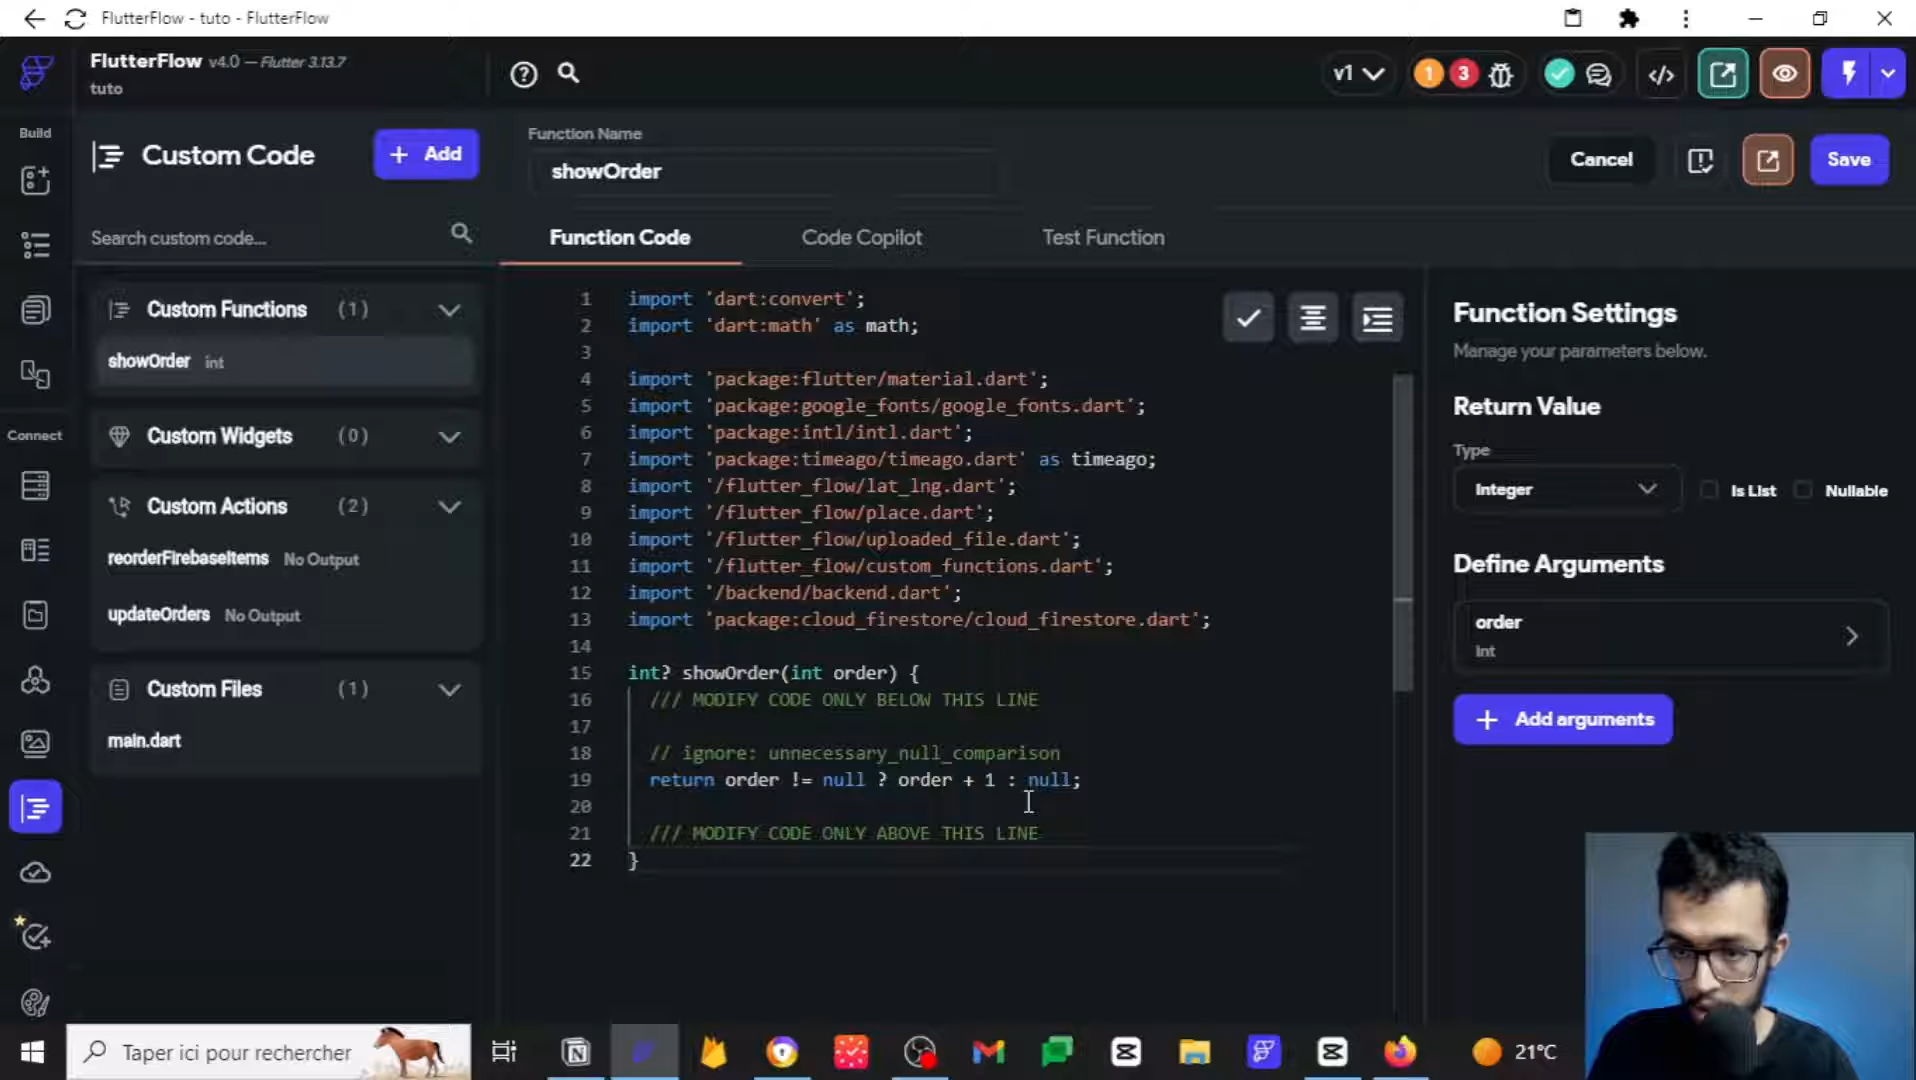 FlutterFlow - tuto - FlutterFlow
FlutterFlow v4.0 — Flutter 3.13.7
tuto
v1
1
3
Build
Custom Code
+ Add
Function Name
showOrder
Cancel
Save
Search custom code...
Function Code
Code Copilot
Test Function
Custom Functions (1)
showOrder int
Connect
Custom Widgets (0)
Custom Actions (2)
reorderFirebaseItems No Output
updateOrders No Output
Custom Files (1)
main.dart
1 import 'dart:convert';
2 import 'dart:math' as math;
3
4 import 'package:flutter/material.dart';
5 import 'package:google_fonts/google_fonts.dart';
6 import 'package:intl/intl.dart';
7 import 'package:timeago/timeago.dart' as timeago;
8 import '/flutter_flow/lat_lng.dart';
9 import '/flutter_flow/place.dart';
10 import '/flutter_flow/uploaded_file.dart';
11 import '/flutter_flow/custom_functions.dart';
12 import '/backend/backend.dart';
13 import 'package:cloud_firestore/cloud_firestore.dart';
14
15 int? showOrder(int order) {
16 /// MODIFY CODE ONLY BELOW THIS LINE
17
18 // ignore: unnecessary_null_comparison
19 return order != null ? order + 1 : null;
20
21 /// MODIFY CODE ONLY ABOVE THIS LINE
22 }
Function Settings
Manage your parameters below.
Return Value
Type
Integer
Is List
Nullable
Define Arguments
order
Int
+ Add arguments
Taper ici pour rechercher
21°C